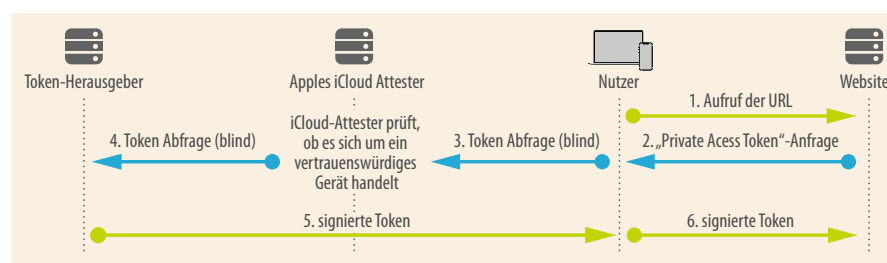 Token-Herausgeber
Apples iCloud Attester
Nutzer
Website
1. Aufruf der URL
iCloud-Attester prüft,
ob es sich um ein
vertrauenswürdiges
Gerät handelt
4. Token Abfrage (blind)
3. Token Abfrage (blind)
2. „Private Acess Token“-Anfrage
5. signierte Token
6. signierte Token